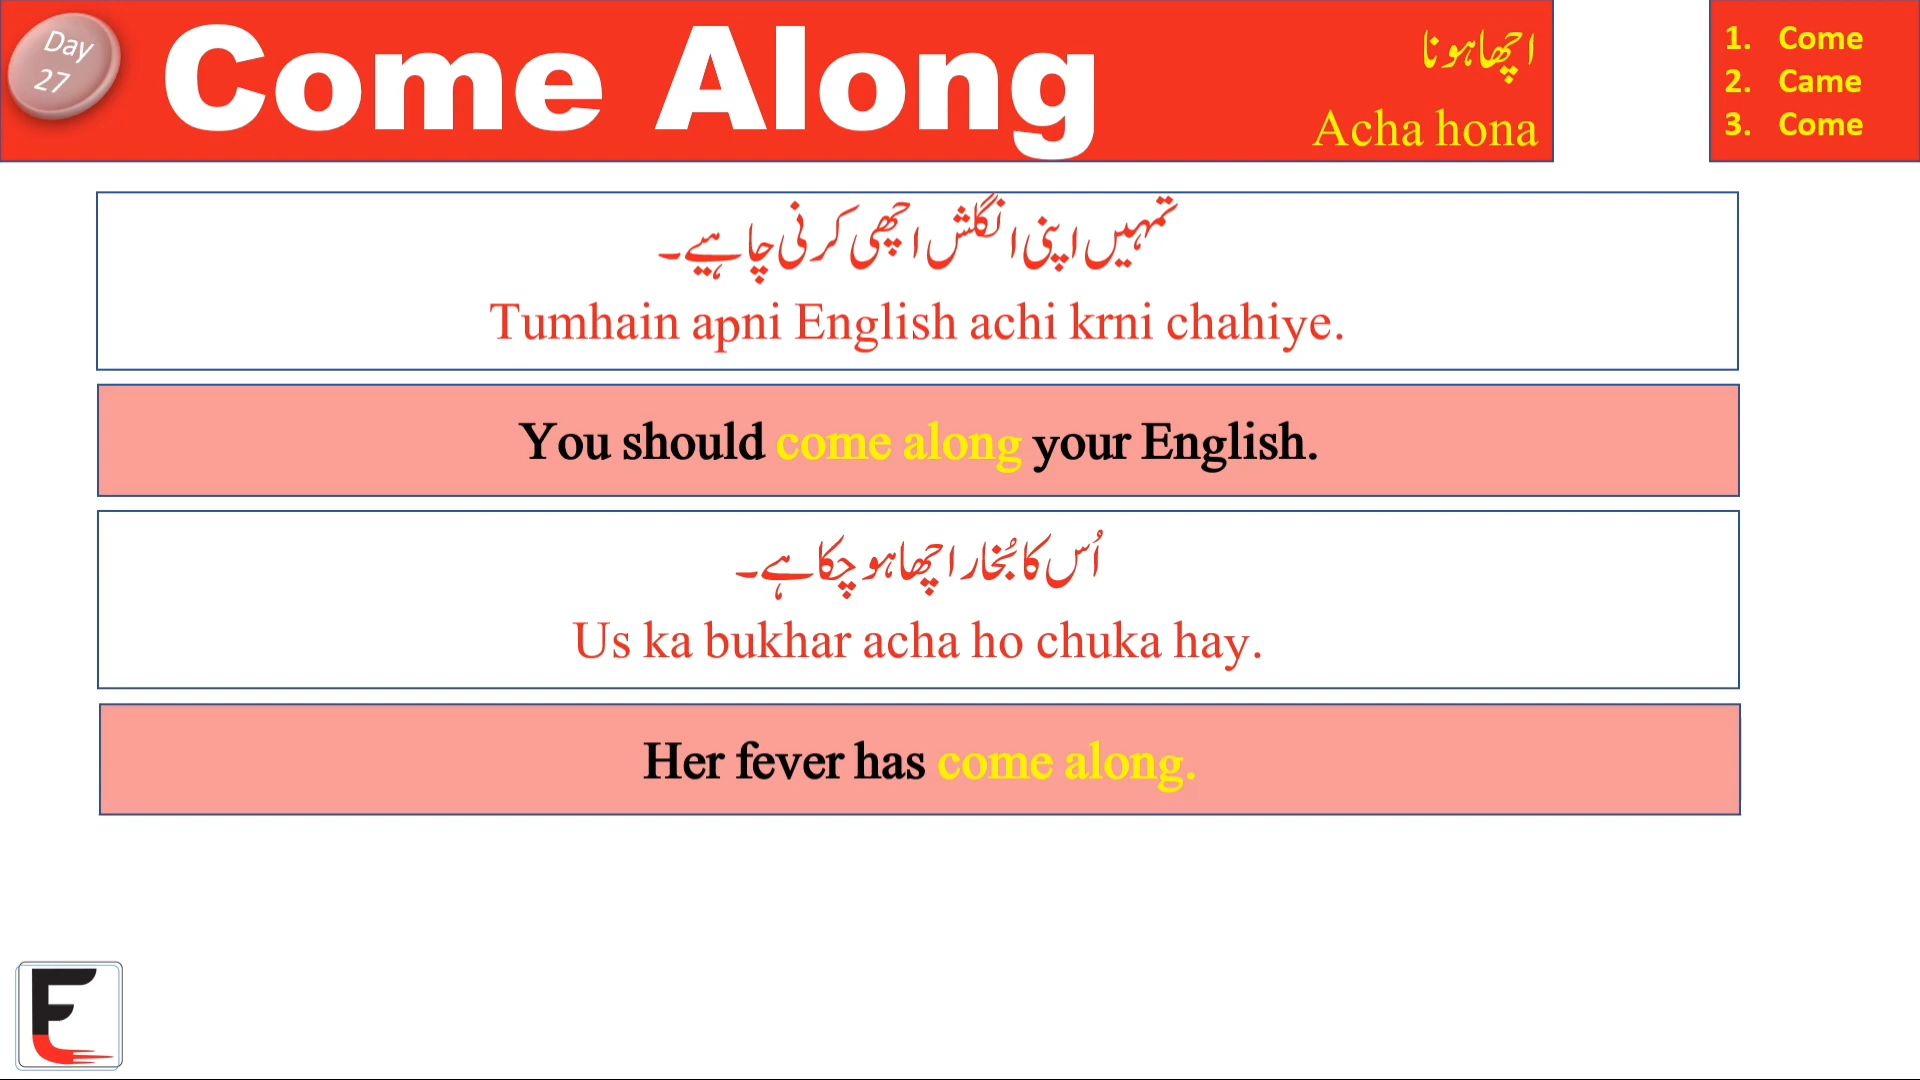 Day
27
Come Along
اچھا ہونا
Acha hona
1. Come
2. Came
3. Come
تمہیں اپنی انگلش اچھی کرنی چاہیے۔
Tumhain apni English achi krni chahiye.
You should come along your English.
اُس کا بُخار اچھا ہو چکا ہے۔
Us ka bukhar acha ho chuka hay.
Her fever has come along.